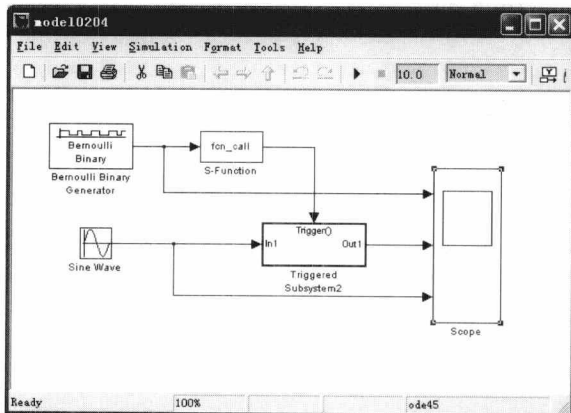 model0204
File Edit View Simulation Format Tools Help
10.0 Normal
Bernoulli
Binary
Bernoulli Binary
Generator
fcn_call
S-Function
Trigger()
In1 Out1
Triggered
Subsystem2
Sine Wave
Scope
Ready 100% ode45